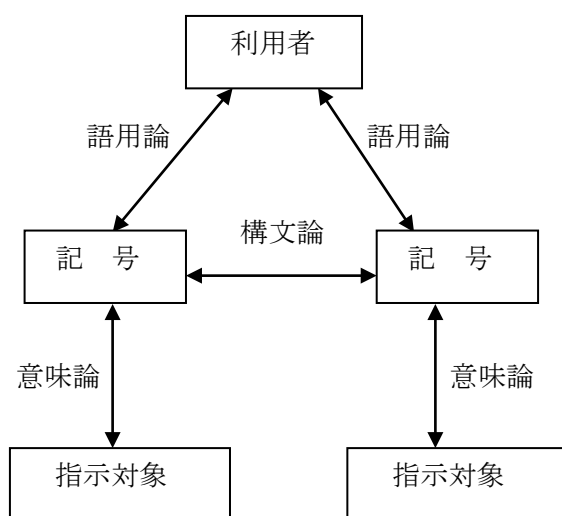 利用者
語用論 語用論
構文論
記　号 記　号
意味論 意味論
指示対象 指示対象